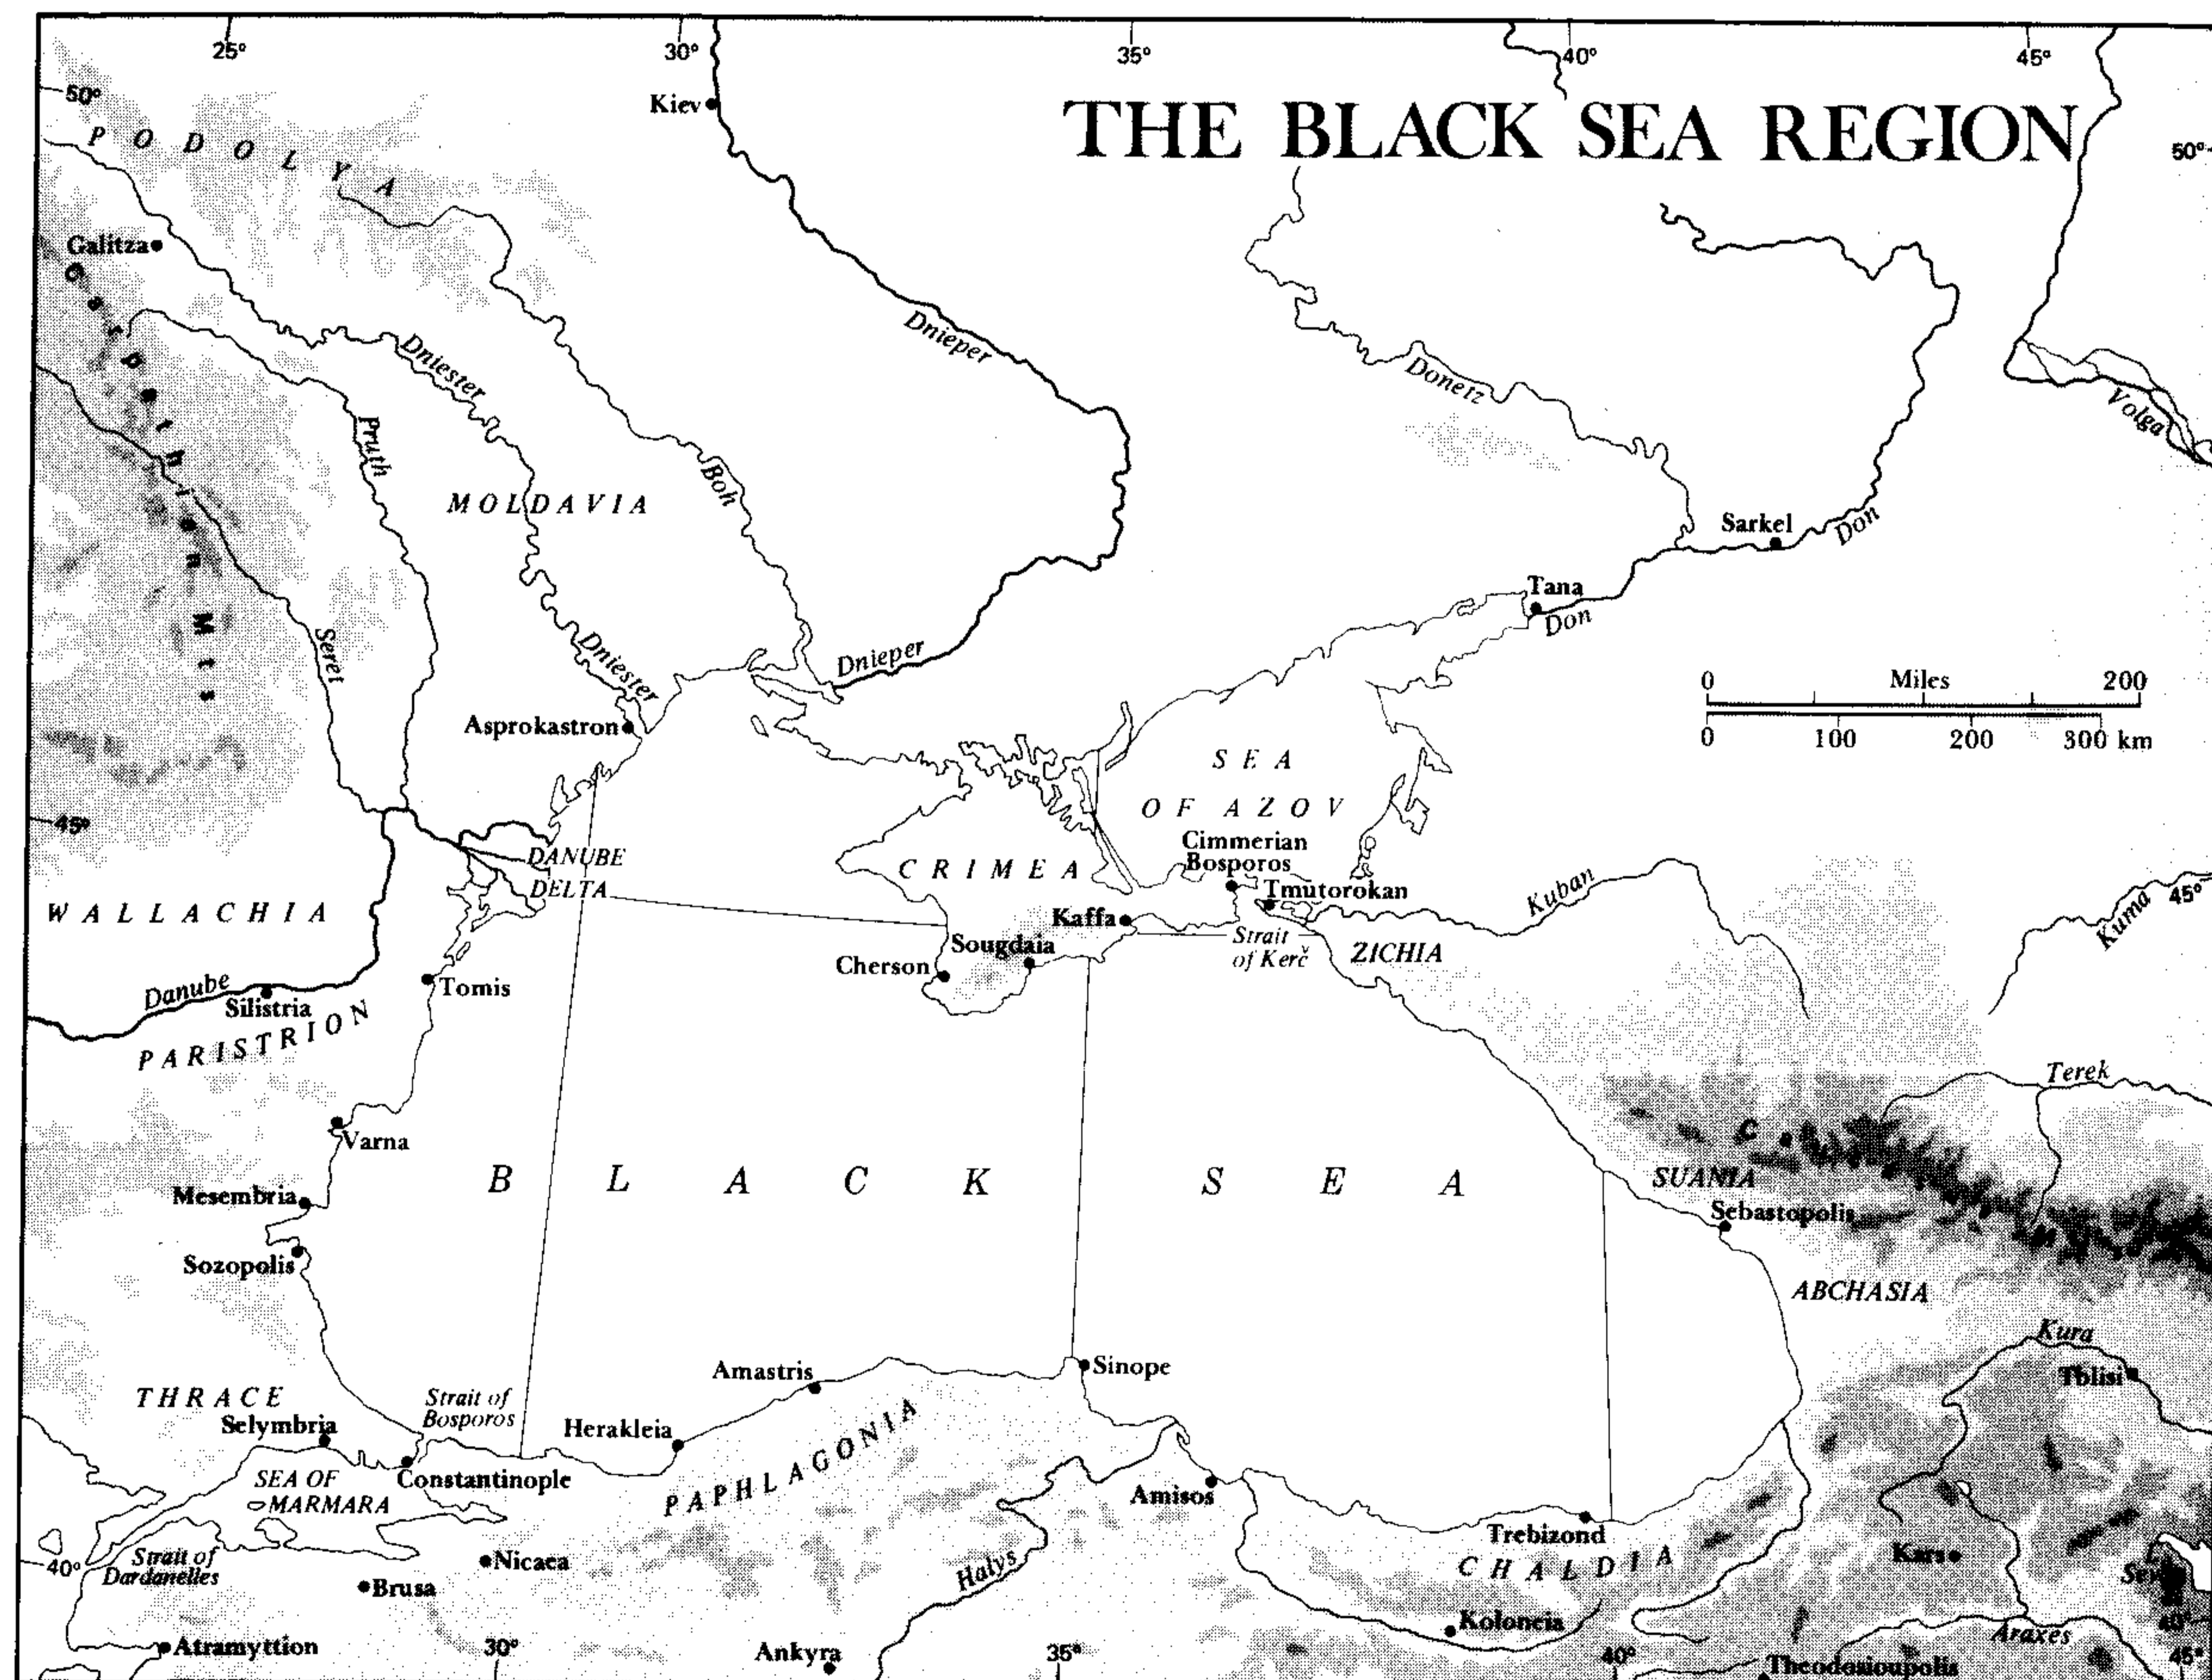 25°
30°
35°
40°
45°
50°
Kiev
THE BLACK SEA REGION
50°
PODOLYA
Galitza
Carpathian Mts
Dniester
Dnieper
Donetz
Volga
Pruth
Boh
MOLDAVIA
Sarkel
Don
Tana
Don
Seret
Dniester
Dnieper
0 Miles 200
0 100 200 300 km
Asprokastron
SEA
OF AZOV
45°
Cimmerian
Bosporos
DANUBE
DELTA
CRIMEA
Tmutorokan
Kuban
45°
Kuma
WALLACHIA
Kaffa
Strait
of Kerč
ZICHIA
Sougdaia
Cherson
Danube
Silistria
Tomis
PARISTRION
Terek
Varna
BLACK SEA
SUANIA
Mesembria
Sebastopolis
Sozopolis
ABCHASIA
Kura
Tblisi
Amastris
Sinope
THRACE
Strait of
Bosporos
Selymbria
Herakleia
PAPHLAGONIA
Constantinople
SEA OF
MARMARA
Amisos
Trebizond
CHALDIA
Kars
40°
Strait of
Dardanelles
Nicaea
Brusa
Halys
Koloneia
40°
Araxes
Atramyttion
30°
Ankyra
35°
40°
Theodosioupolis
45°